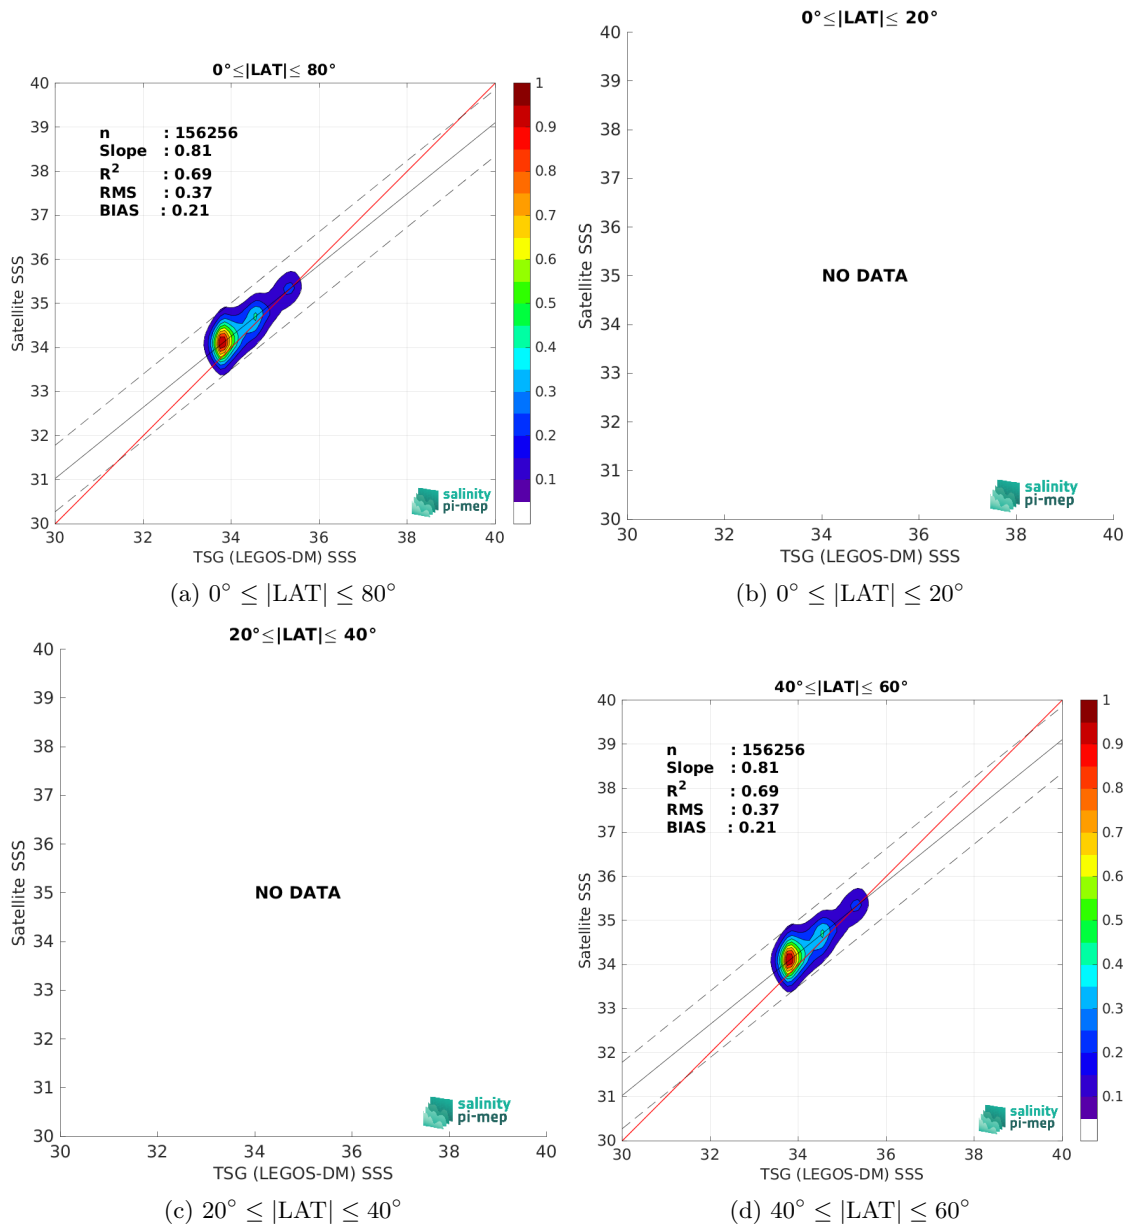 0°≤|LAT|≤ 80°
40
39
38
37
36
35
34
33
32
31
30
Satellite SSS
n : 156256
Slope : 0.81
R² : 0.69
RMS : 0.37
BIAS : 0.21
salinity
pi-mep
30 32 34 36 38 40
TSG (LEGOS-DM) SSS
1
0.9
0.8
0.7
0.6
0.5
0.4
0.3
0.2
0.1
(a) 0° ≤ |LAT| ≤ 80°
0°≤|LAT|≤ 20°
40
39
38
37
36
35
34
33
32
31
30
Satellite SSS
NO DATA
salinity
pi-mep
30 32 34 36 38 40
TSG (LEGOS-DM) SSS
(b) 0° ≤ |LAT| ≤ 20°
20°≤|LAT|≤ 40°
40
39
38
37
36
35
34
33
32
31
30
Satellite SSS
NO DATA
salinity
pi-mep
30 32 34 36 38 40
TSG (LEGOS-DM) SSS
(c) 20° ≤ |LAT| ≤ 40°
40°≤|LAT|≤ 60°
40
39
38
37
36
35
34
33
32
31
30
Satellite SSS
n : 156256
Slope : 0.81
R² : 0.69
RMS : 0.37
BIAS : 0.21
salinity
pi-mep
30 32 34 36 38 40
TSG (LEGOS-DM) SSS
1
0.9
0.8
0.7
0.6
0.5
0.4
0.3
0.2
0.1
(d) 40° ≤ |LAT| ≤ 60°